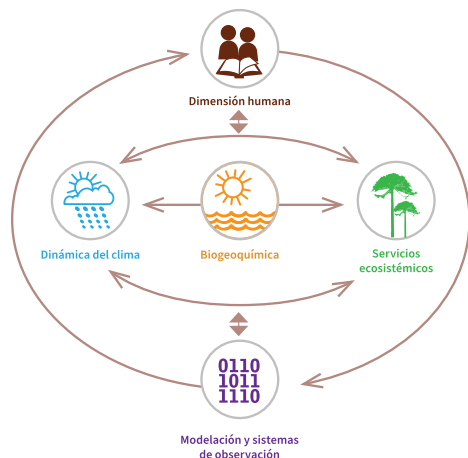 Dimensión humana
Dinámica del clima
Biogeoquímica
Servicios
ecosistémicos
0110
1011
1110
Modelación y sistemas
de observación